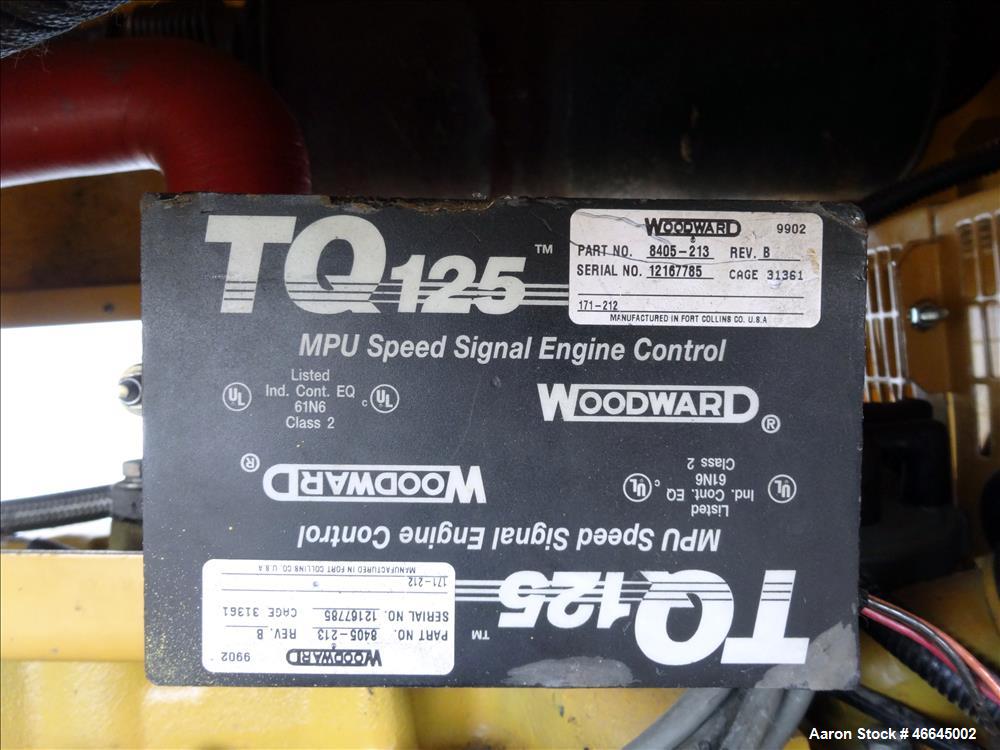 TQ125 ™
WOODWARD 9902
PART NO. 8405-213 REV. B
SERIAL NO. 12167785 CAGE 31361
171-212
MANUFACTURED IN FORT COLLINS CO. U.S.A
MPU Speed Signal Engine Control
UL Listed
Ind. Cont. EQ c UL
61N6
Class 2
WOODWARD ®
TQ125 ™
WOODWARD 9902
PART NO. 8405-213 REV. B
SERIAL NO. 12167785 CAGE 31361
171-212
MANUFACTURED IN FORT COLLINS CO. U.S.A
MPU Speed Signal Engine Control
UL Listed
Ind. Cont. EQ c UL
61N6
Class 2
WOODWARD ®
Aaron Stock # 46645002